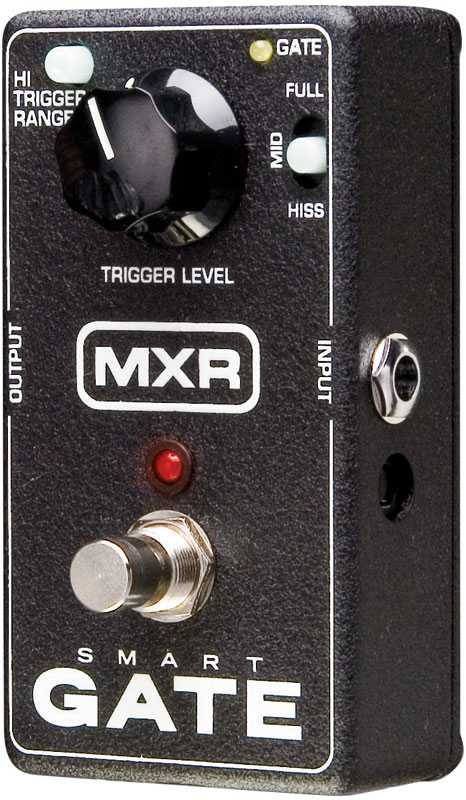 GATE
HI
TRIGGER
RANGE
FULL
MID
HISS
TRIGGER LEVEL
OUTPUT
INPUT
MXR
SMART
GATE